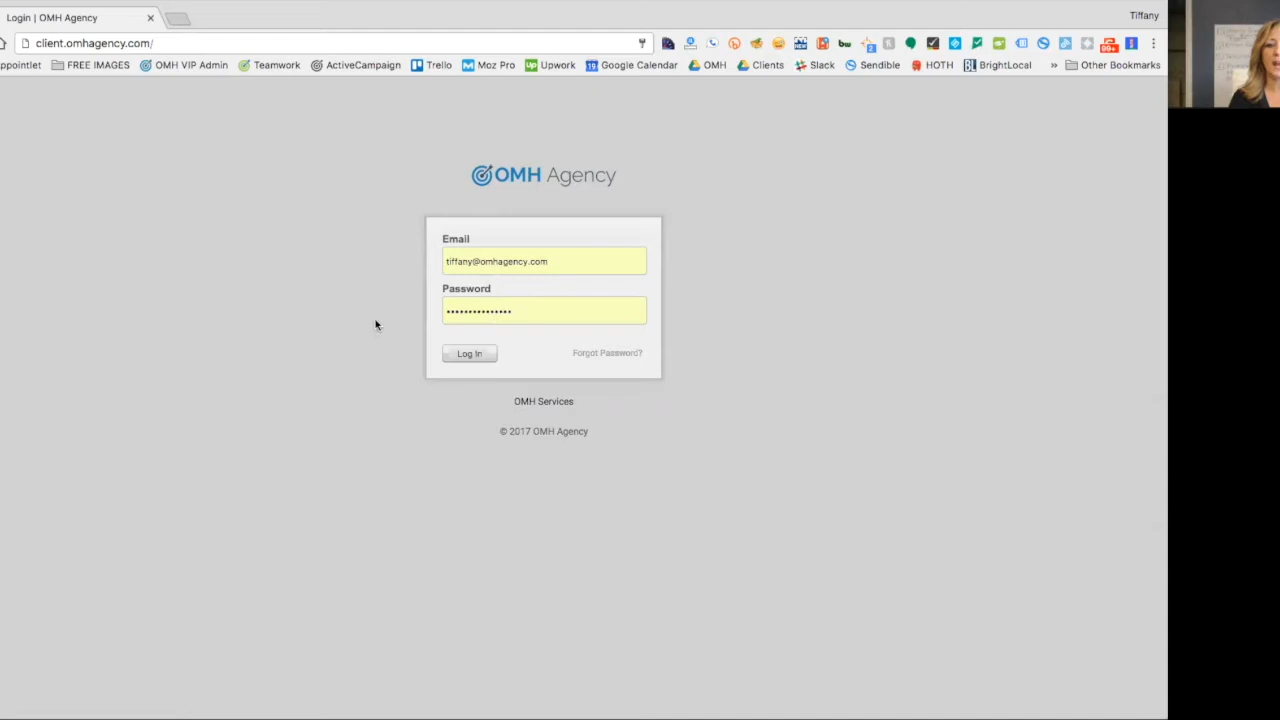 Login | OMH Agency
Tiffany
client.omhagency.com/
99+
ppointlet FREE IMAGES OMH VIP Admin Teamwork ActiveCampaign Trello Moz Pro Upwork 19 Google Calendar OMH Clients Slack Sendible HOTH BrightLocal » Other Bookmarks
OMH Agency
Email
tiffany@omhagency.com
Password
•••••••••••••••
Log In
Forgot Password?
OMH Services
© 2017 OMH Agency